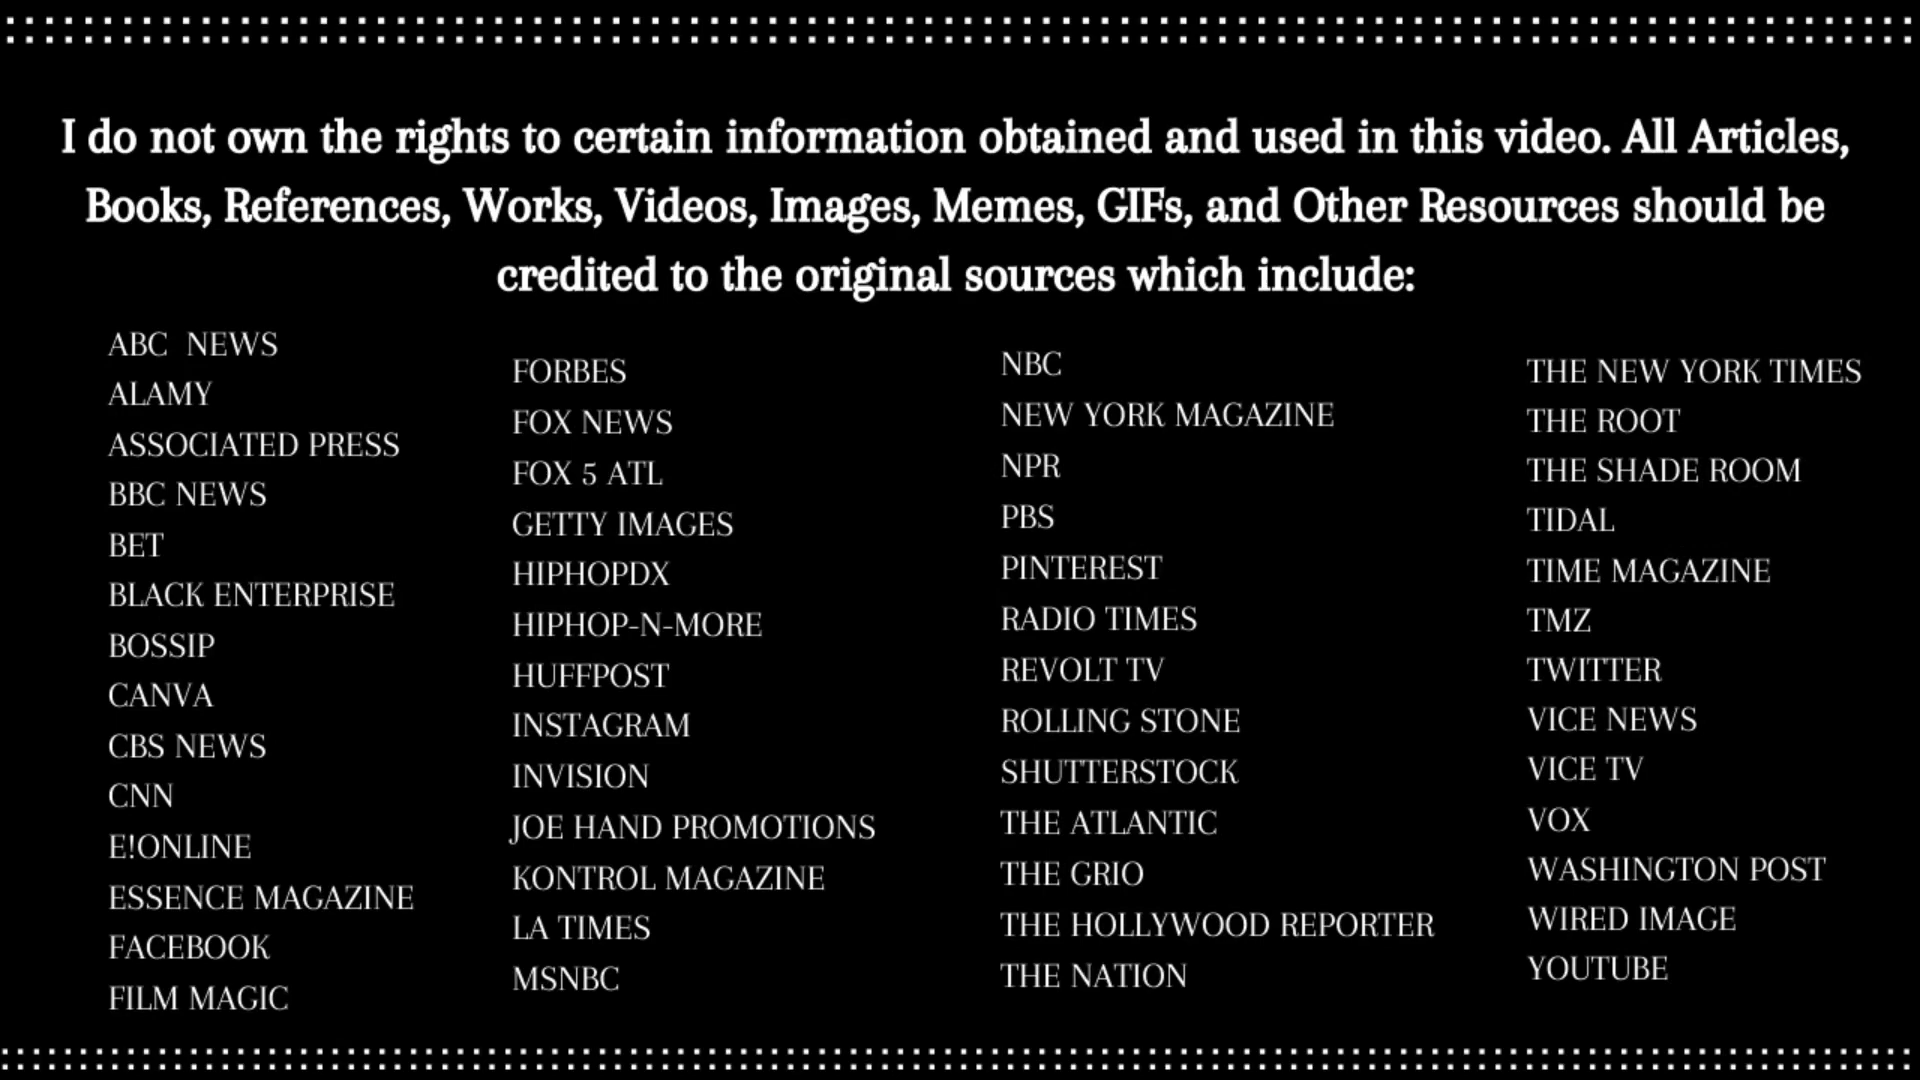 I do not own the rights to certain information obtained and used in this video. All Articles,
Books, References, Works, Videos, Images, Memes, GIFs, and Other Resources should be
credited to the original sources which include:
ABC NEWS
ALAMY
ASSOCIATED PRESS
BBC NEWS
BET
BLACK ENTERPRISE
BOSSIP
CANVA
CBS NEWS
CNN
E!ONLINE
ESSENCE MAGAZINE
FACEBOOK
FILM MAGIC
FORBES
FOX NEWS
FOX 5 ATL
GETTY IMAGES
HIPHOPDX
HIPHOP-N-MORE
HUFFPOST
INSTAGRAM
INVISION
JOE HAND PROMOTIONS
KONTROL MAGAZINE
LA TIMES
MSNBC
NBC
NEW YORK MAGAZINE
NPR
PBS
PINTEREST
RADIO TIMES
REVOLT TV
ROLLING STONE
SHUTTERSTOCK
THE ATLANTIC
THE GRIO
THE HOLLYWOOD REPORTER
THE NATION
THE NEW YORK TIMES
THE ROOT
THE SHADE ROOM
TIDAL
TIME MAGAZINE
TMZ
TWITTER
VICE NEWS
VICE TV
VOX
WASHINGTON POST
WIRED IMAGE
YOUTUBE